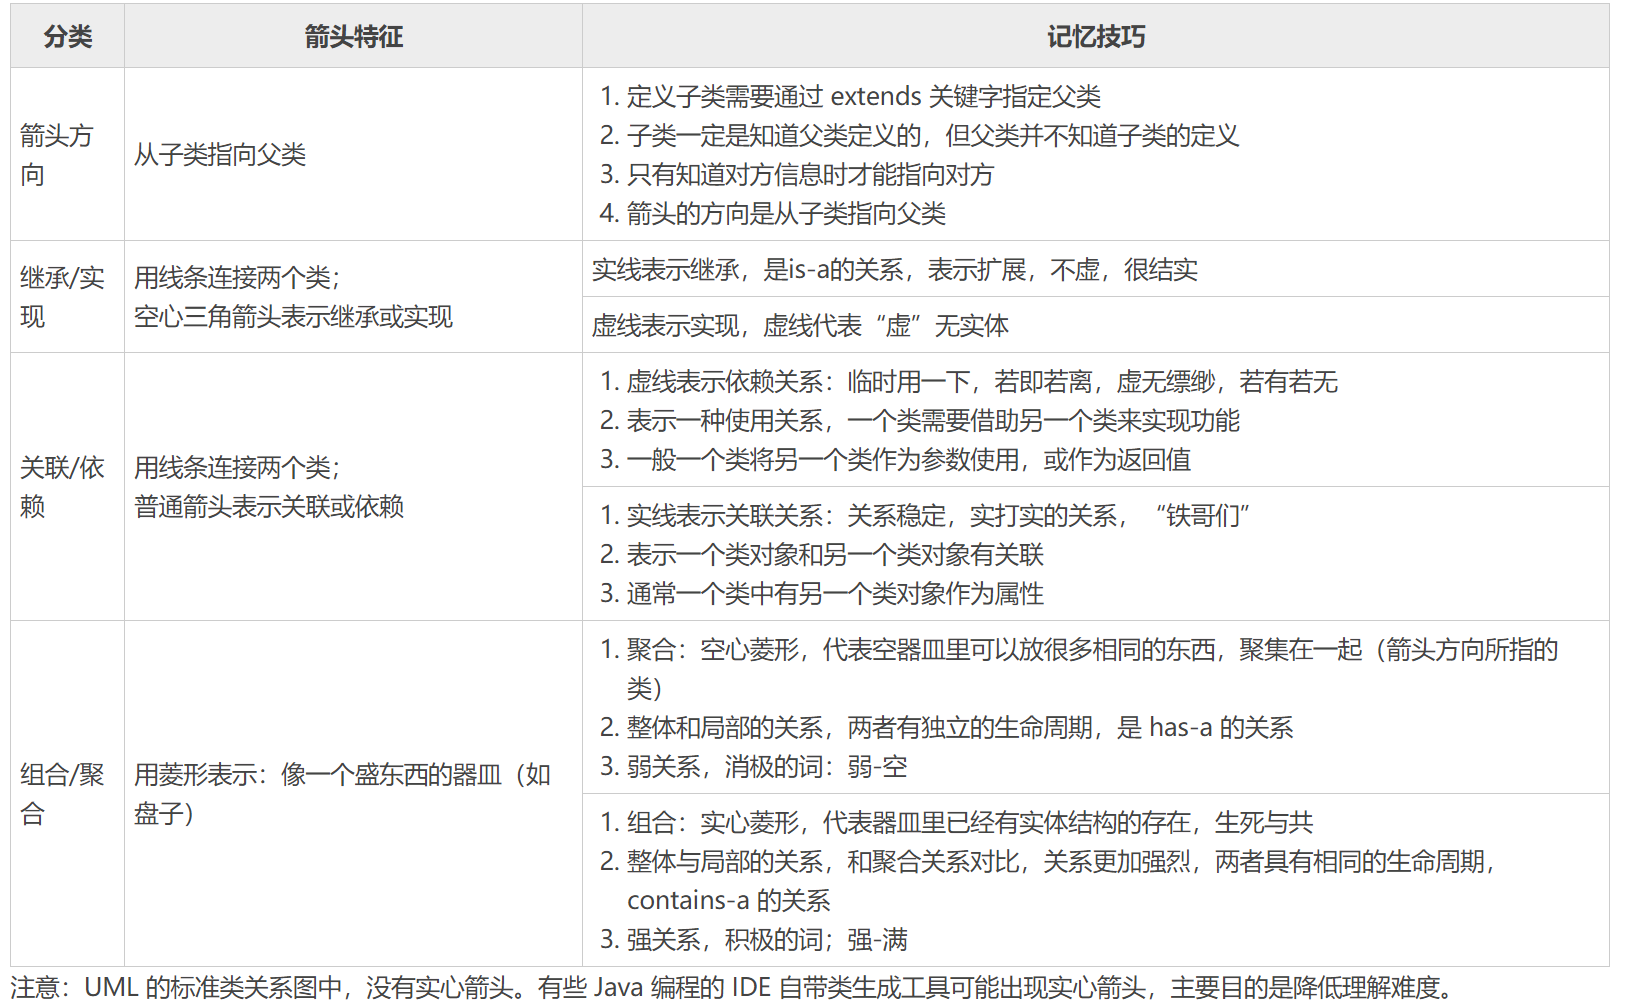 分类 箭头特征 记忆技巧
箭头方
向
从子类指向父类
1. 定义子类需要通过 extends 关键字指定父类
2. 子类一定是知道父类定义的，但父类并不知道子类的定义
3. 只有知道对方信息时才能指向对方
4. 箭头的方向是从子类指向父类
继承/实
现
用线条连接两个类；
空心三角箭头表示继承或实现
实线表示继承，是is-a的关系，表示扩展，不虚，很结实
虚线表示实现，虚线代表“虚”无实体
关联/依
赖
用线条连接两个类；
普通箭头表示关联或依赖
1. 虚线表示依赖关系：临时用一下，若即若离，虚无缥缈，若有若无
2. 表示一种使用关系，一个类需要借助另一个类来实现功能
3. 一般一个类将另一个类作为参数使用，或作为返回值
1. 实线表示关联关系：关系稳定，实打实的关系，“铁哥们”
2. 表示一个类对象和另一个类对象有关联
3. 通常一个类中有另一个类对象作为属性
组合/聚
合
用菱形表示：像一个盛东西的器皿（如
盘子）
1. 聚合：空心菱形，代表空器皿里可以放很多相同的东西，聚集在一起（箭头方向所指的
类）
2. 整体和局部的关系，两者有独立的生命周期，是 has-a 的关系
3. 弱关系，消极的词：弱-空
1. 组合：实心菱形，代表器皿里已经有实体结构的存在，生死与共
2. 整体与局部的关系，和聚合关系对比，关系更加强烈，两者具有相同的生命周期，
contains-a 的关系
3. 强关系，积极的词；强-满
注意：UML 的标准类关系图中，没有实心箭头。有些 Java 编程的 IDE 自带类生成工具可能出现实心箭头，主要目的是降低理解难度。